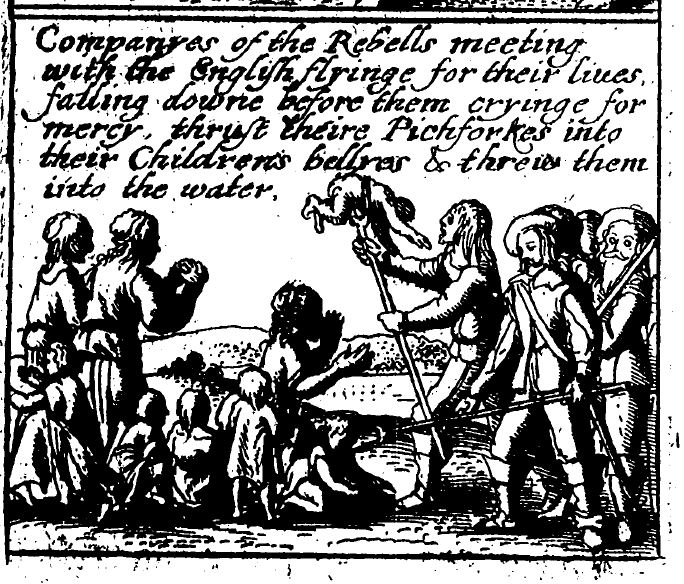 Companyes of the Rebells meeting
with the English flyinge for their lives,
falling downe before them cryinge for
mercy, thrust theire Pichforkes into
their Childrens bellyes & threw them
into the water.